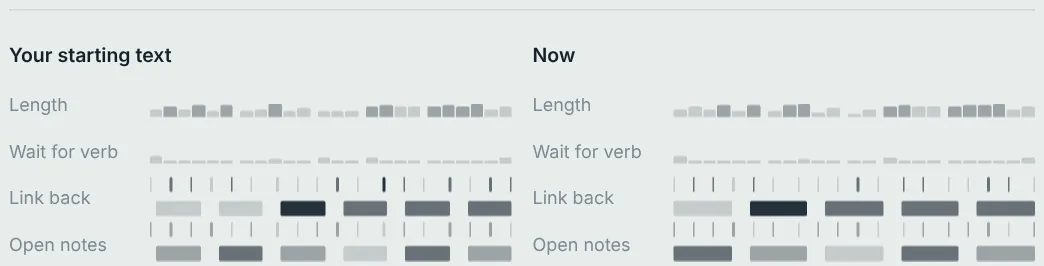 Your starting text
Length
Wait for verb
Link back
Open notes
Now
Length
Wait for verb
Link back
Open notes